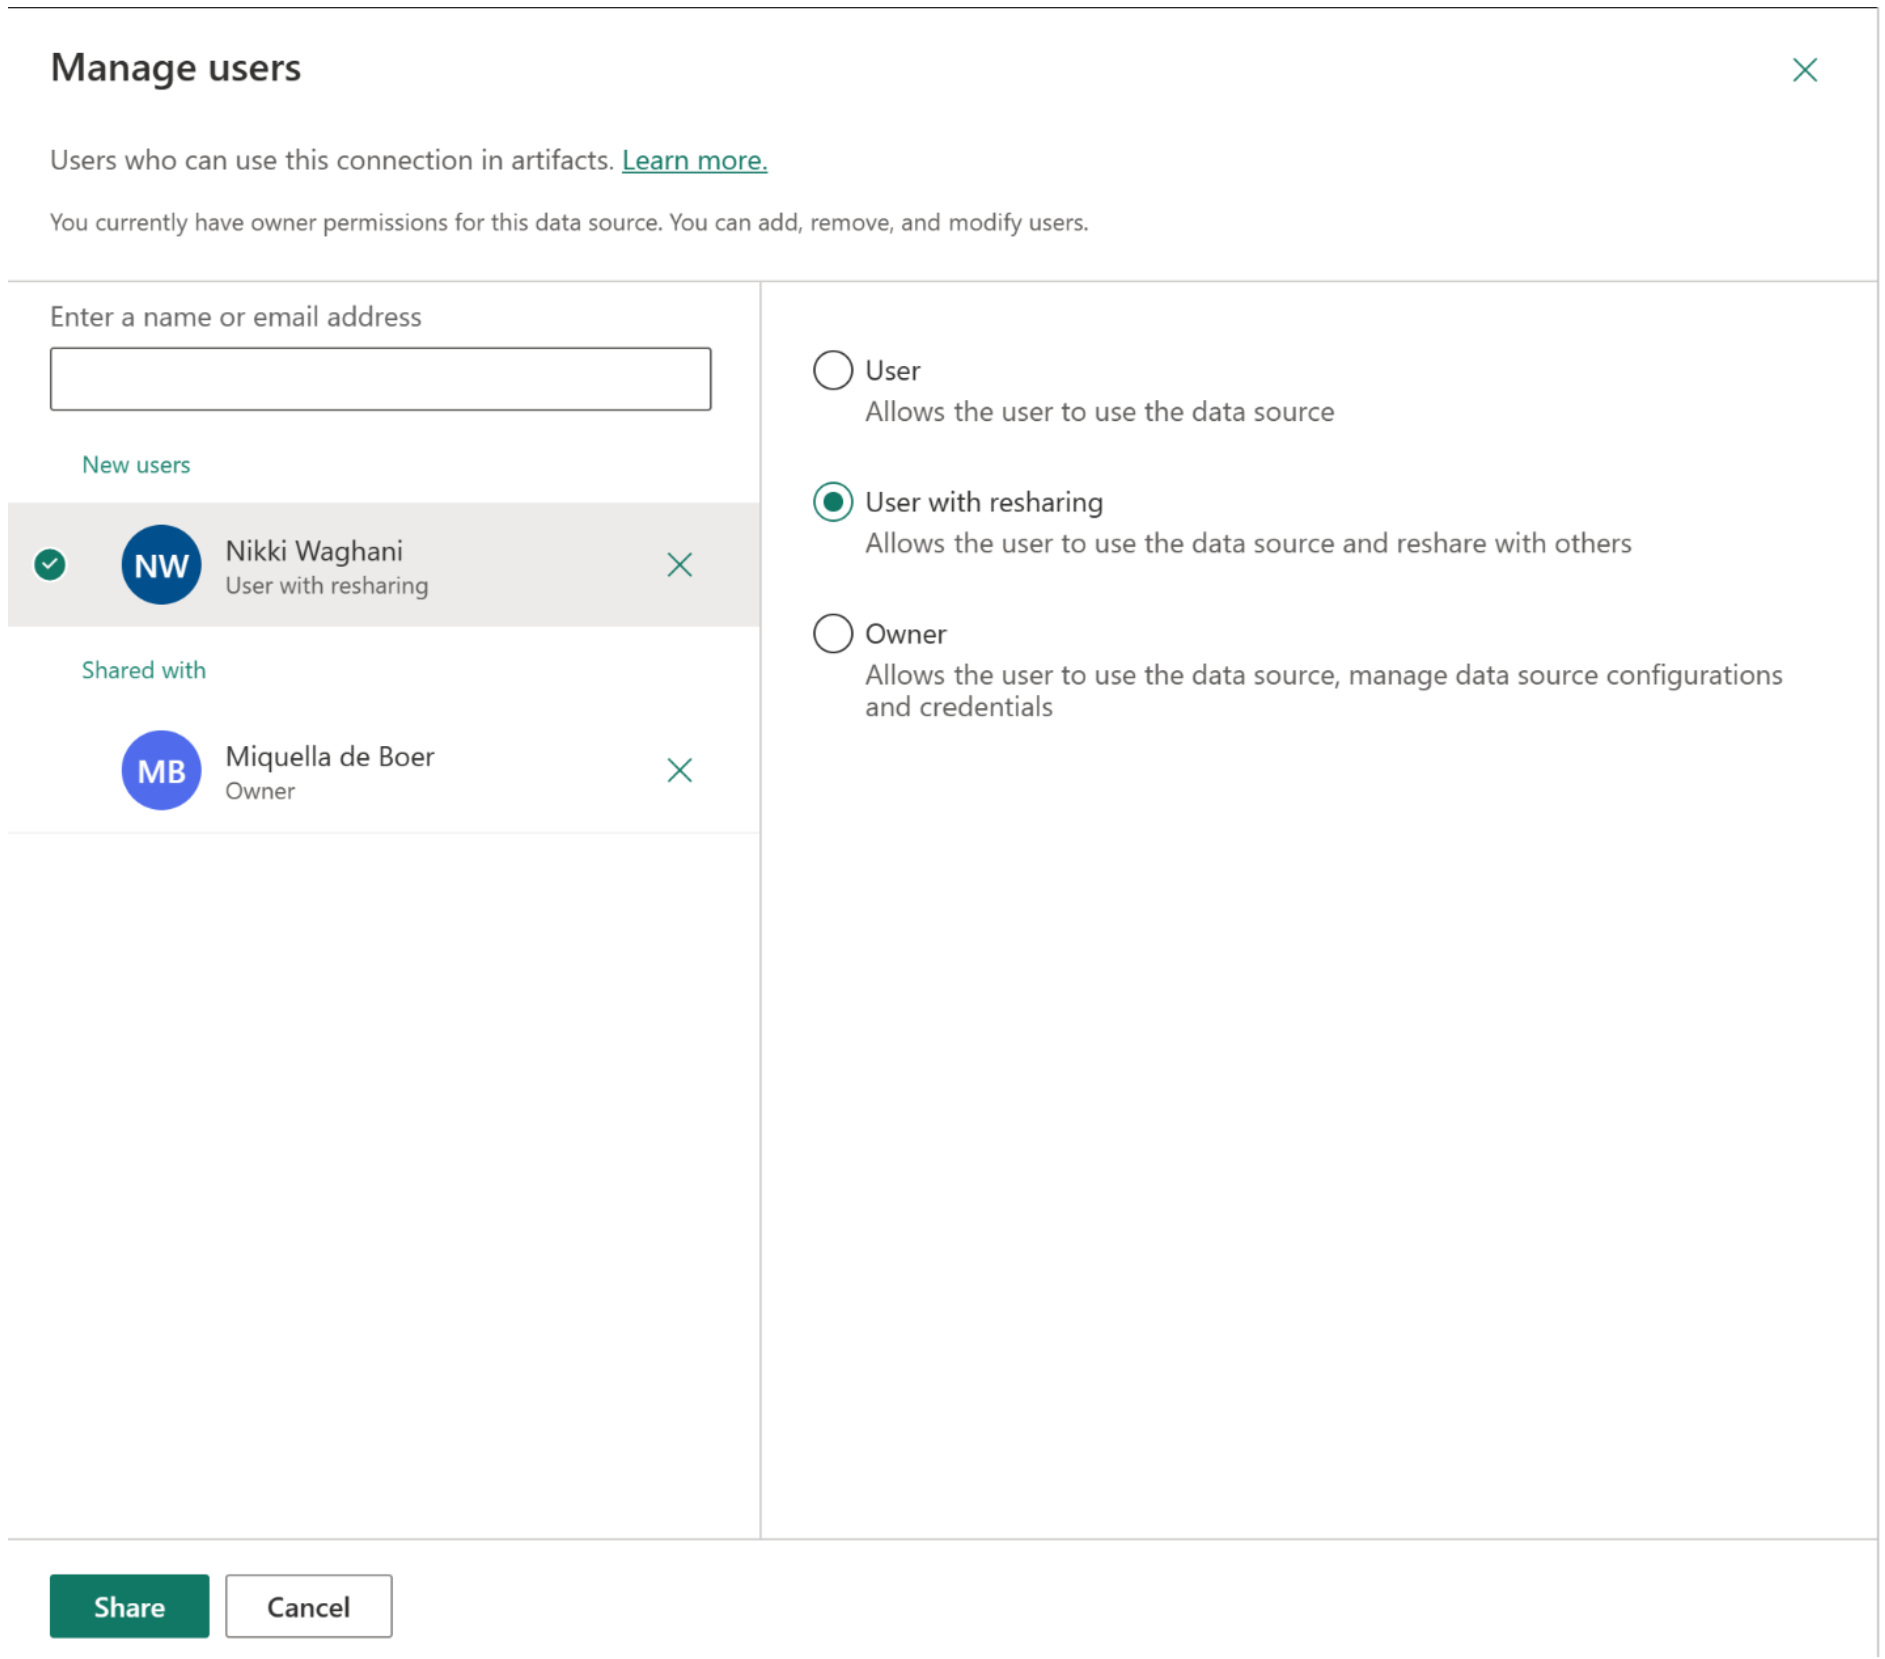 Manage users
Users who can use this connection in artifacts. Learn more.
You currently have owner permissions for this data source. You can add, remove, and modify users.
Enter a name or email address
New users
NW
Nikki Waghani
User with resharing
Shared with
MB
Miquella de Boer
Owner
User
Allows the user to use the data source
User with resharing
Allows the user to use the data source and reshare with others
Owner
Allows the user to use the data source, manage data source configurations
and credentials
Share
Cancel